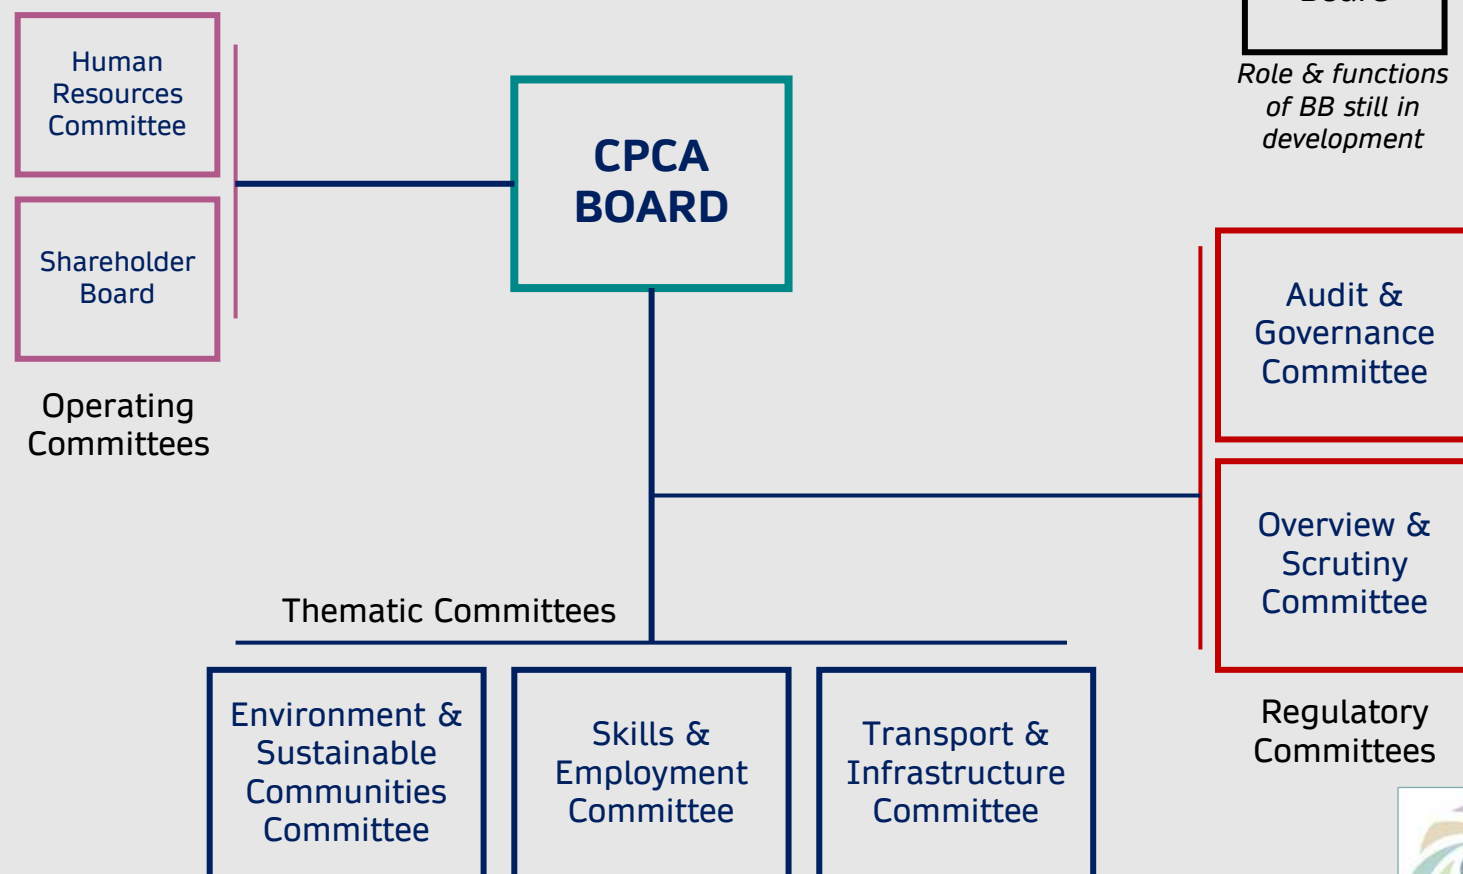 Human
Resources
Committee
Shareholder
Board
Operating
Committees
CPCA
BOARD
Role & functions
of BB still in
development
Audit &
Governance
Committee
Overview &
Scrutiny
Committee
Regulatory
Committees
Thematic Committees
Environment &
Sustainable
Communities
Committee
Skills &
Employment
Committee
Transport &
Infrastructure
Committee